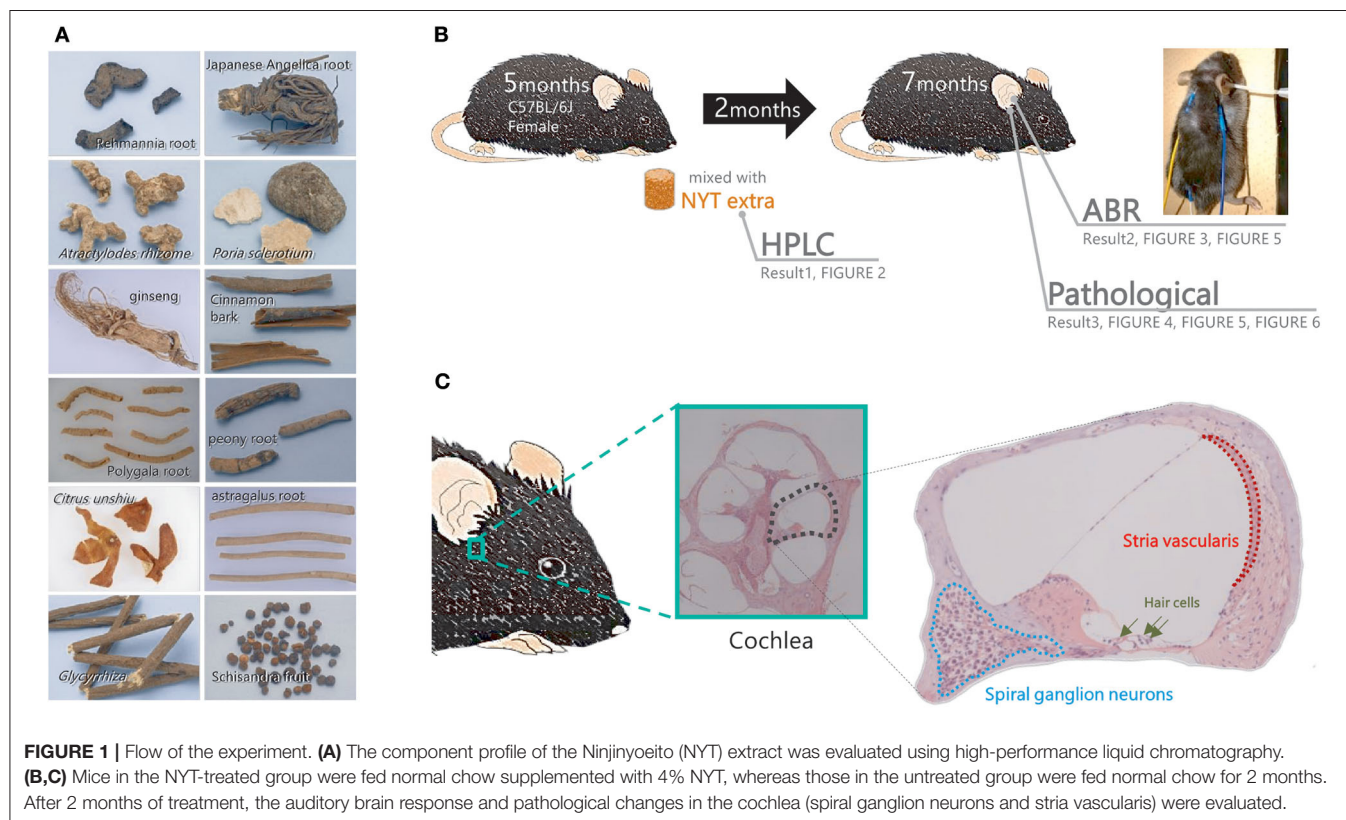 A
Rehmannia root
Japanese Angelica root
Atractylodes rhizome
Poria sclerotium
ginseng
Cinnamon
bark
Polygala root
peony root
Citrus unshiu
astragalus root
Glycyrrhiza
Schisandra fruit
B
5months
C57BL/6J
Female
2months
7months
mixed with
NYT extra
HPLC
Result1, FIGURE 2
ABR
Result2, FIGURE 3, FIGURE 5
Pathological
Result3, FIGURE 4, FIGURE 5, FIGURE 6
C
Cochlea
Stria vascularis
Hair cells
Spiral ganglion neurons
FIGURE 1 | Flow of the experiment. (A) The component profile of the Ninjinyoeito (NYT) extract was evaluated using high-performance liquid chromatography.
(B,C) Mice in the NYT-treated group were fed normal chow supplemented with 4% NYT, whereas those in the untreated group were fed normal chow for 2 months.
After 2 months of treatment, the auditory brain response and pathological changes in the cochlea (spiral ganglion neurons and stria vascularis) were evaluated.